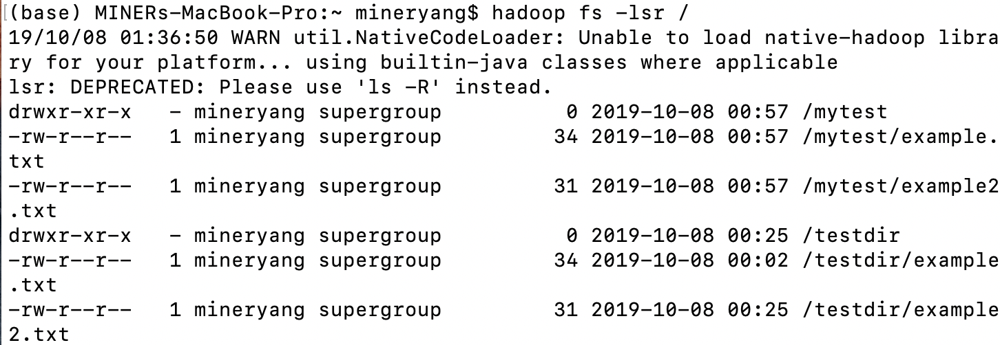 (base) MINERs-MacBook-Pro:~ mineryang$ hadoop fs -lsr /
19/10/08 01:36:50 WARN util.NativeCodeLoader: Unable to load native-hadoop libra
ry for your platform... using builtin-java classes where applicable
lsr: DEPRECATED: Please use 'ls -R' instead.
drwxr-xr-x   - mineryang supergroup          0 2019-10-08 00:57 /mytest
-rw-r--r--   1 mineryang supergroup         34 2019-10-08 00:57 /mytest/example.
txt
-rw-r--r--   1 mineryang supergroup         31 2019-10-08 00:57 /mytest/example2
.txt
drwxr-xr-x   - mineryang supergroup          0 2019-10-08 00:25 /testdir
-rw-r--r--   1 mineryang supergroup         34 2019-10-08 00:02 /testdir/example
.txt
-rw-r--r--   1 mineryang supergroup         31 2019-10-08 00:25 /testdir/example
2.txt